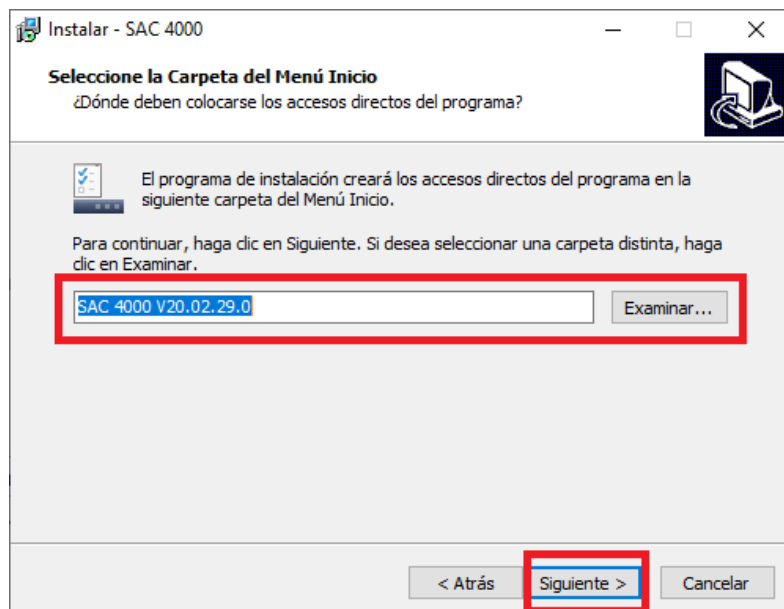 Instalar - SAC 4000
Seleccione la Carpeta del Menú Inicio
¿Dónde deben colocarse los accesos directos del programa?
El programa de instalación creará los accesos directos del programa en la
siguiente carpeta del Menú Inicio.
Para continuar, haga clic en Siguiente. Si desea seleccionar una carpeta distinta, haga
clic en Examinar.
SAC 4000 V20.02.29.0
Examinar...
< Atrás
Siguiente >
Cancelar